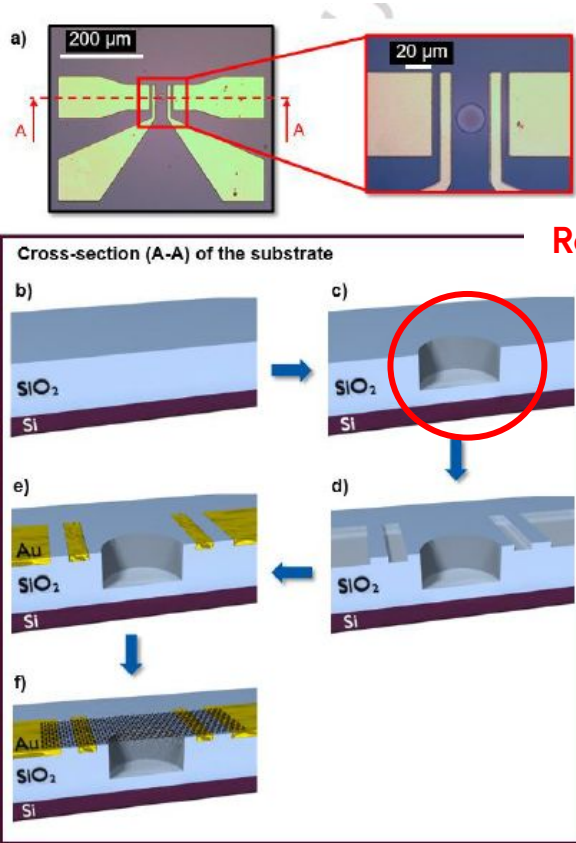 a)
200 µm
20 µm
A
A
Cross-section (A-A) of the substrate
b)
c)
SiO₂
Si
SiO₂
Si
e)
d)
Au
SiO₂
Si
SiO₂
Si
f)
Au
SiO₂
Si